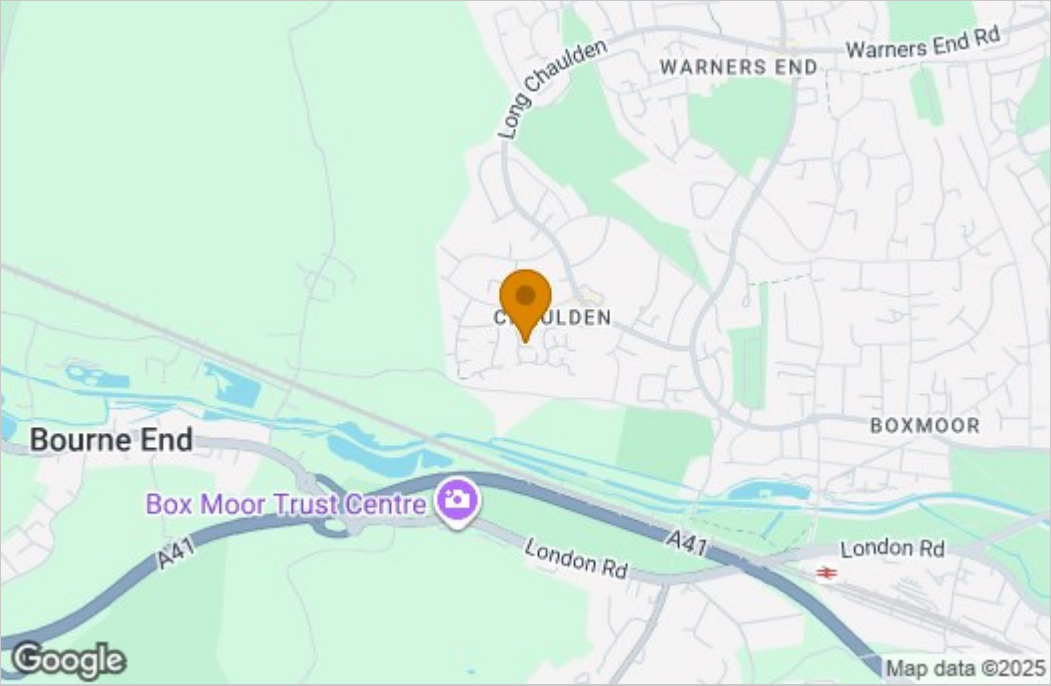 Warners End Rd
WARNERS END
Long Chaulden
CHAULDEN
BOXMOOR
Bourne End
Box Moor Trust Centre
A41
A41
London Rd
London Rd
Google
Map data ©2025